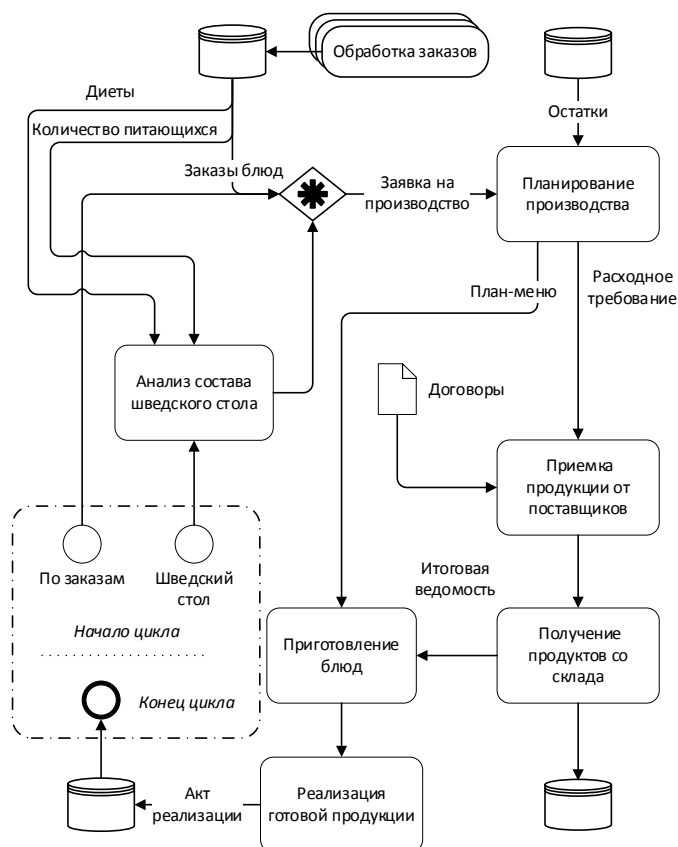 Обработка заказов
Диеты
Количество питающихся
Остатки
Заказы блюд
Заявка на
производство
Планирование
производства
План-меню
Расходное
требование
Анализ состава
шведского стола
Договоры
Приемка
продукции от
поставщиков
По заказам
Шведский
стол
Начало цикла
Конец цикла
Итоговая
ведомость
Приготовление
блюд
Получение
продуктов со
склада
Акт
реализации
Реализация
готовой продукции